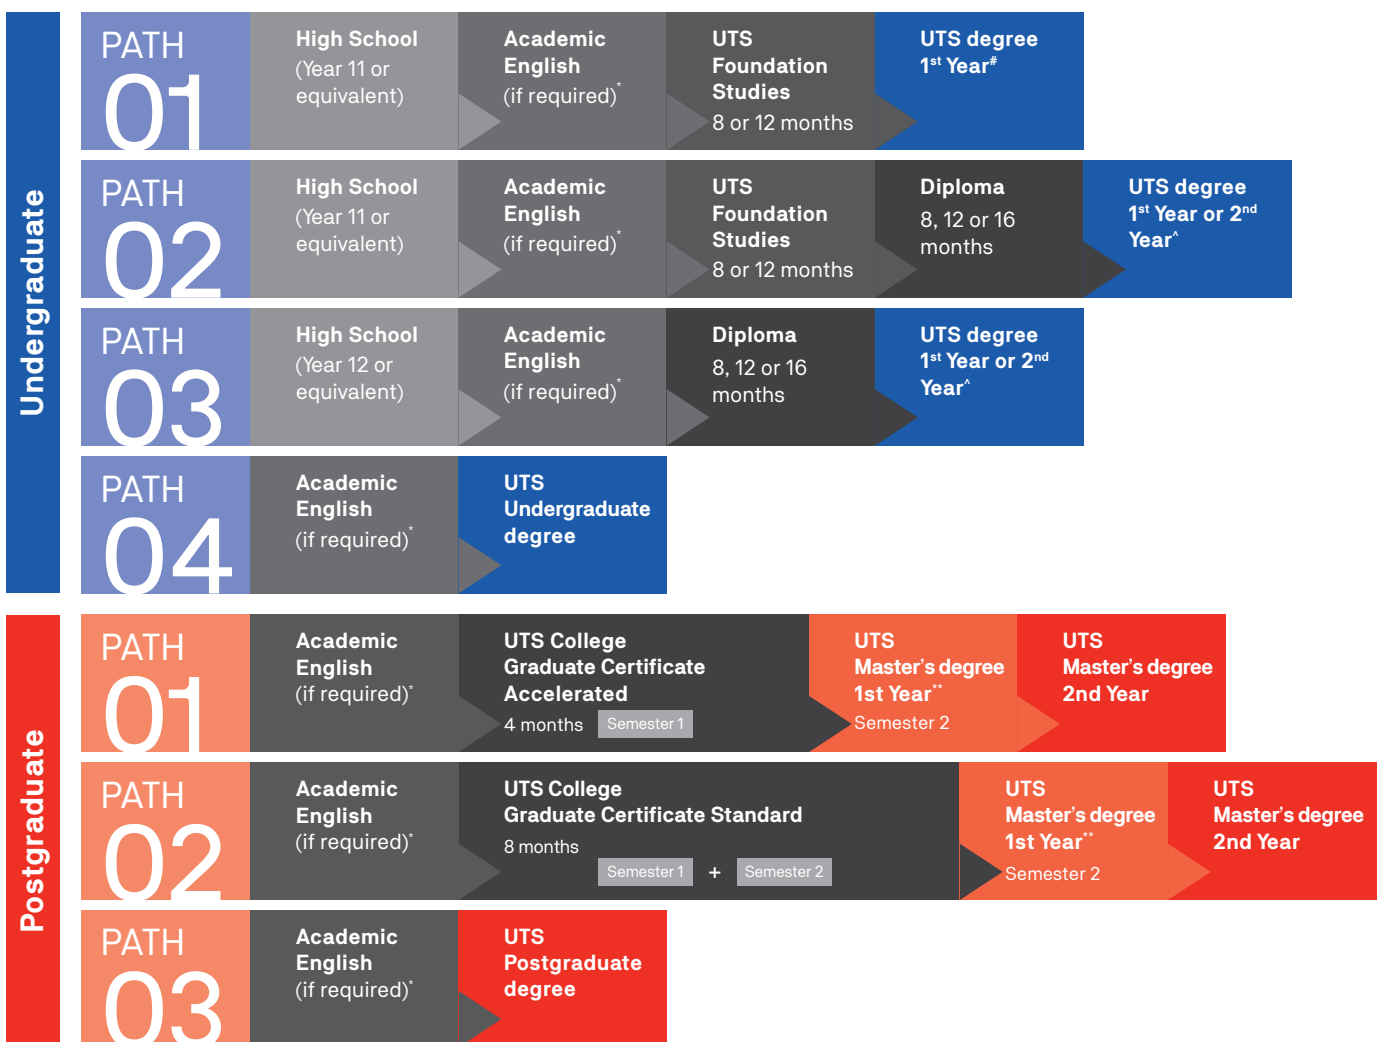 Undergraduate
PATH
01
High School
(Year 11 or
equivalent)
Academic
English
(if required)*
UTS
Foundation
Studies
8 or 12 months
UTS degree
1st Year#
PATH
02
High School
(Year 11 or
equivalent)
Academic
English
(if required)*
UTS
Foundation
Studies
8 or 12 months
Diploma
8, 12 or 16
months
UTS degree
1st Year or 2nd
Year^
PATH
03
High School
(Year 12 or
equivalent)
Academic
English
(if required)*
Diploma
8, 12 or 16
months
UTS degree
1st Year or 2nd
Year^
PATH
04
Academic
English
(if required)*
UTS
Undergraduate
degree
Postgraduate
PATH
01
Academic
English
(if required)*
UTS College
Graduate Certificate
Accelerated
4 months Semester 1
UTS
Master's degree
1st Year**
Semester 2
UTS
Master's degree
2nd Year
PATH
02
Academic
English
(if required)*
UTS College
Graduate Certificate Standard
8 months
Semester 1 + Semester 2
UTS
Master's degree
1st Year**
Semester 2
UTS
Master's degree
2nd Year
PATH
03
Academic
English
(if required)*
UTS
Postgraduate
degree